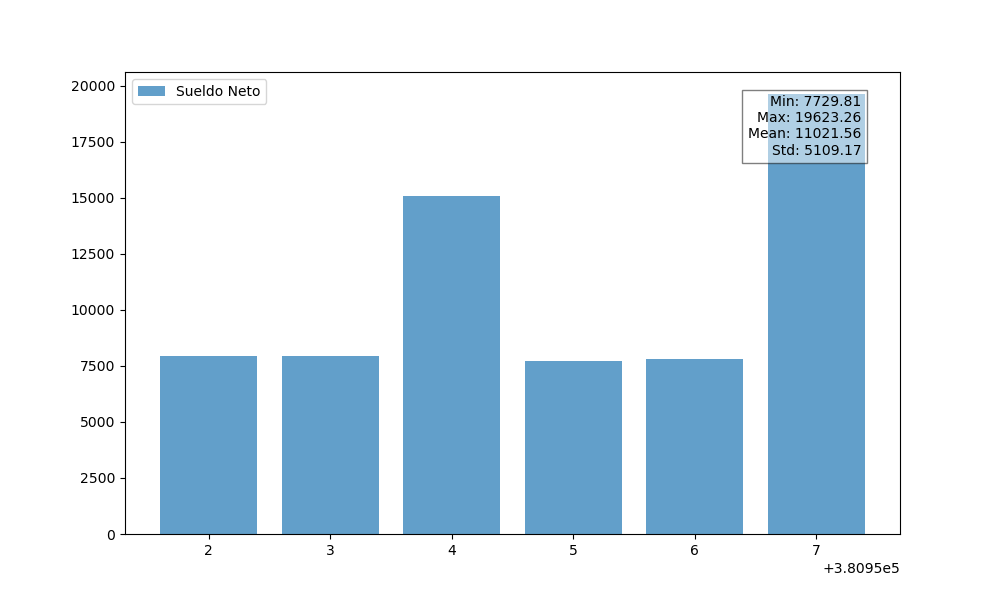 Sueldo Neto
Min: 7729.81
Max: 19623.26
Mean: 11021.56
Std: 5109.17
20000
17500
15000
12500
10000
7500
5000
2500
0
2 3 4 5 6 7
+3.8095e5